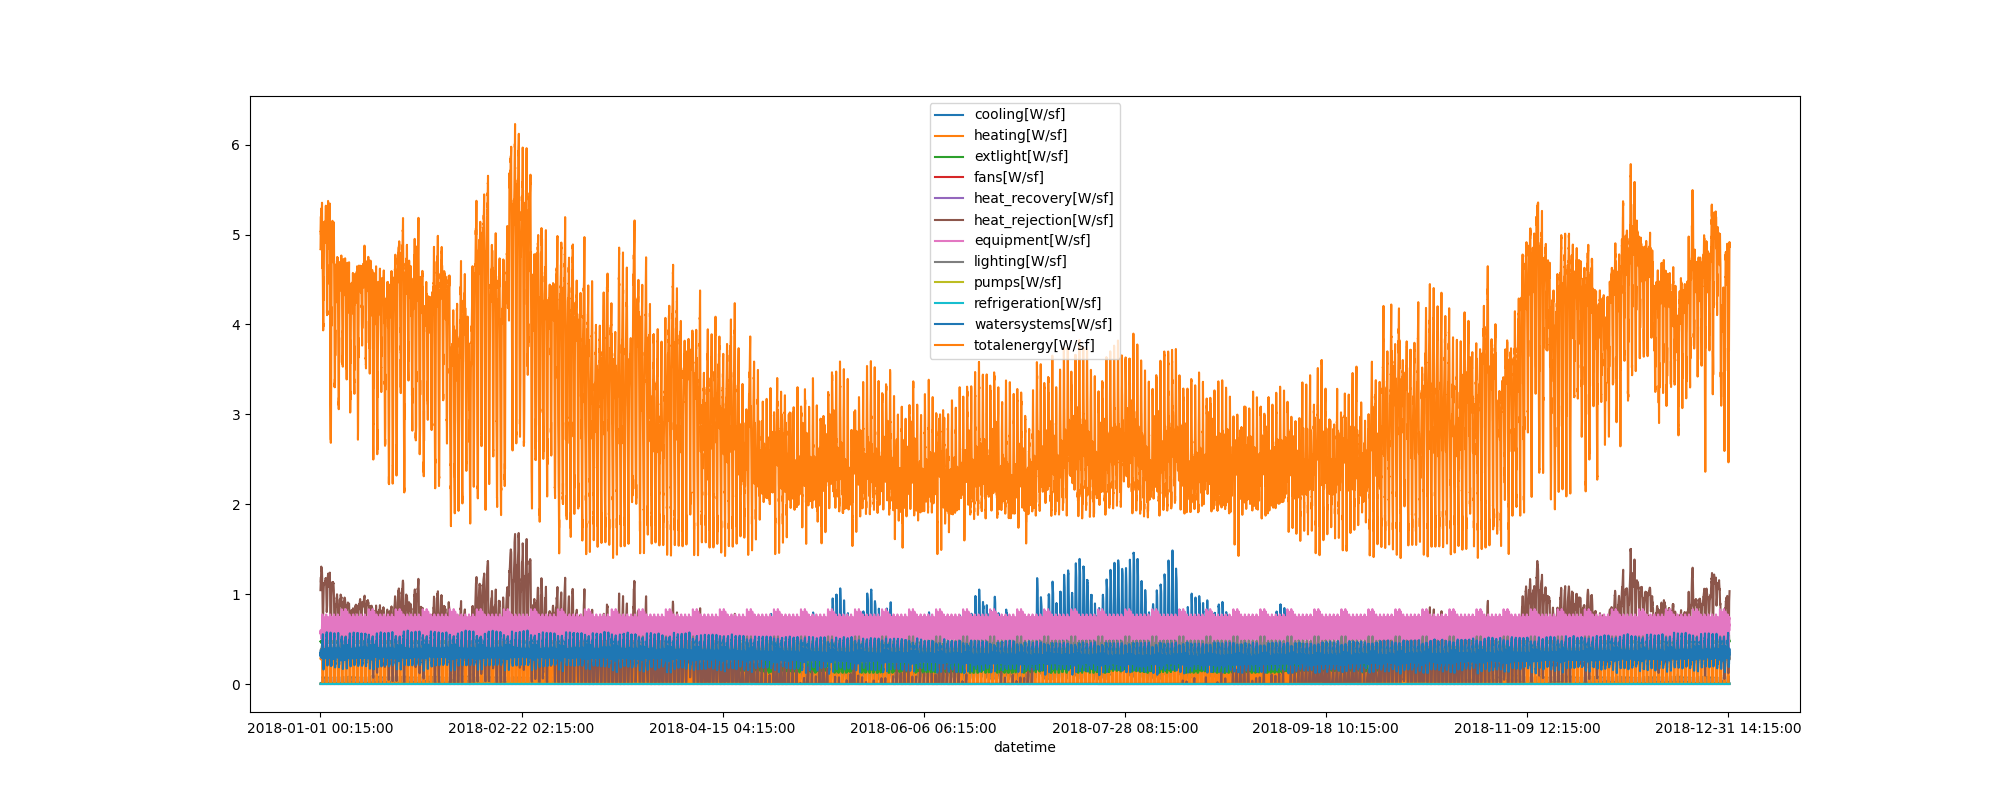 cooling[W/sf]
heating[W/sf]
extlight[W/sf]
fans[W/sf]
heat_recovery[W/sf]
heat_rejection[W/sf]
equipment[W/sf]
lighting[W/sf]
pumps[W/sf]
refrigeration[W/sf]
watersystems[W/sf]
totalenergy[W/sf]
6
5
4
3
2
1
0
2018-01-01 00:15:00 2018-02-22 02:15:00 2018-04-15 04:15:00 2018-06-06 06:15:00 2018-07-28 08:15:00 2018-09-18 10:15:00 2018-11-09 12:15:00 2018-12-31 14:15:00
datetime